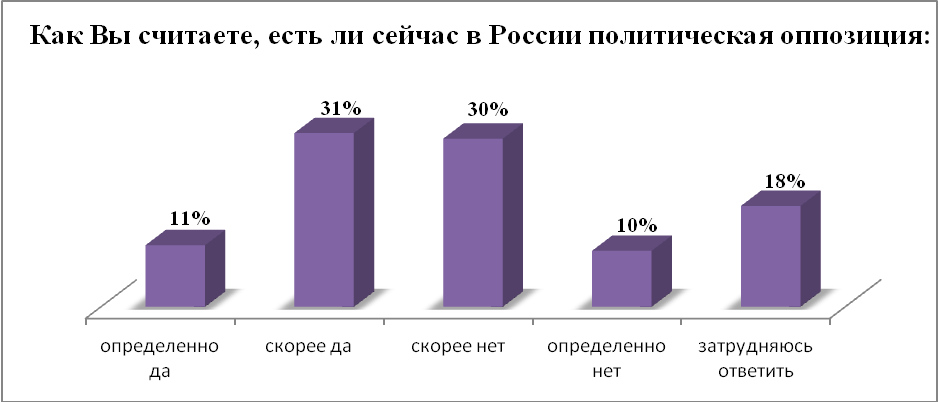 Как Вы считаете, есть ли сейчас в России политическая оппозиция:
31%
30%
18%
11%
10%
определенно да
скорее да
скорее нет
определенно нет
затрудняюсь ответить